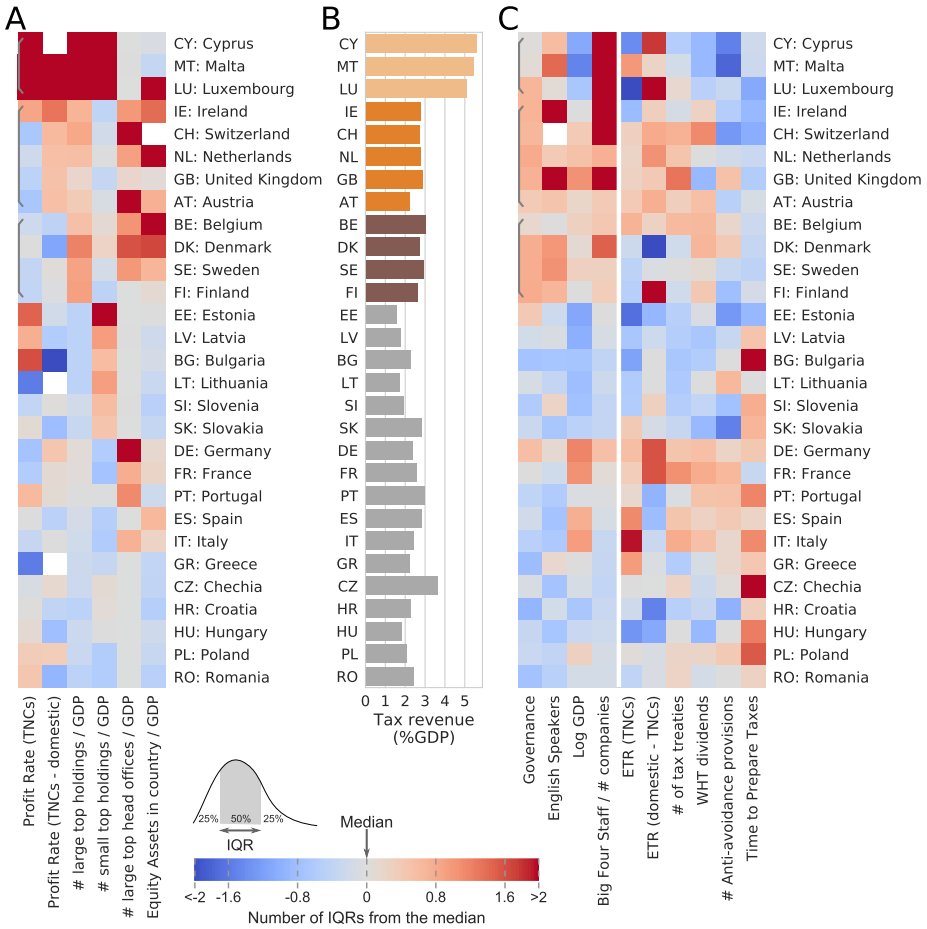 A
B
C
CY: Cyprus
MT: Malta
LU: Luxembourg
IE: Ireland
CH: Switzerland
NL: Netherlands
GB: United Kingdom
AT: Austria
BE: Belgium
DK: Denmark
SE: Sweden
FI: Finland
EE: Estonia
LV: Latvia
BG: Bulgaria
LT: Lithuania
SI: Slovenia
SK: Slovakia
DE: Germany
FR: France
PT: Portugal
ES: Spain
IT: Italy
GR: Greece
CZ: Chechia
HR: Croatia
HU: Hungary
PL: Poland
RO: Romania
Profit Rate (TNCs)
Profit Rate (TNCs - domestic)
# large top holdings / GDP
# small top holdings / GDP
# large top head offices / GDP
Equity Assets in country / GDP
CY
MT
LU
IE
CH
NL
GB
AT
BE
DK
SE
FI
EE
LV
BG
LT
SI
SK
DE
FR
PT
ES
IT
GR
CZ
HR
HU
PL
RO
0 1 2 3 4 5
Tax revenue
(%GDP)
CY: Cyprus
MT: Malta
LU: Luxembourg
IE: Ireland
CH: Switzerland
NL: Netherlands
GB: United Kingdom
AT: Austria
BE: Belgium
DK: Denmark
SE: Sweden
FI: Finland
EE: Estonia
LV: Latvia
BG: Bulgaria
LT: Lithuania
SI: Slovenia
SK: Slovakia
DE: Germany
FR: France
PT: Portugal
ES: Spain
IT: Italy
GR: Greece
CZ: Chechia
HR: Croatia
HU: Hungary
PL: Poland
RO: Romania
Governance
English Speakers
Log GDP
Big Four Staff / # companies
ETR (TNCs)
ETR (domestic - TNCs)
# of tax treaties
WHT dividends
# Anti-avoidance provisions
Time to Prepare Taxes
25% 50% 25%
IQR
Median
<-2 -1.6 -0.8 0 0.8 1.6 >2
Number of IQRs from the median